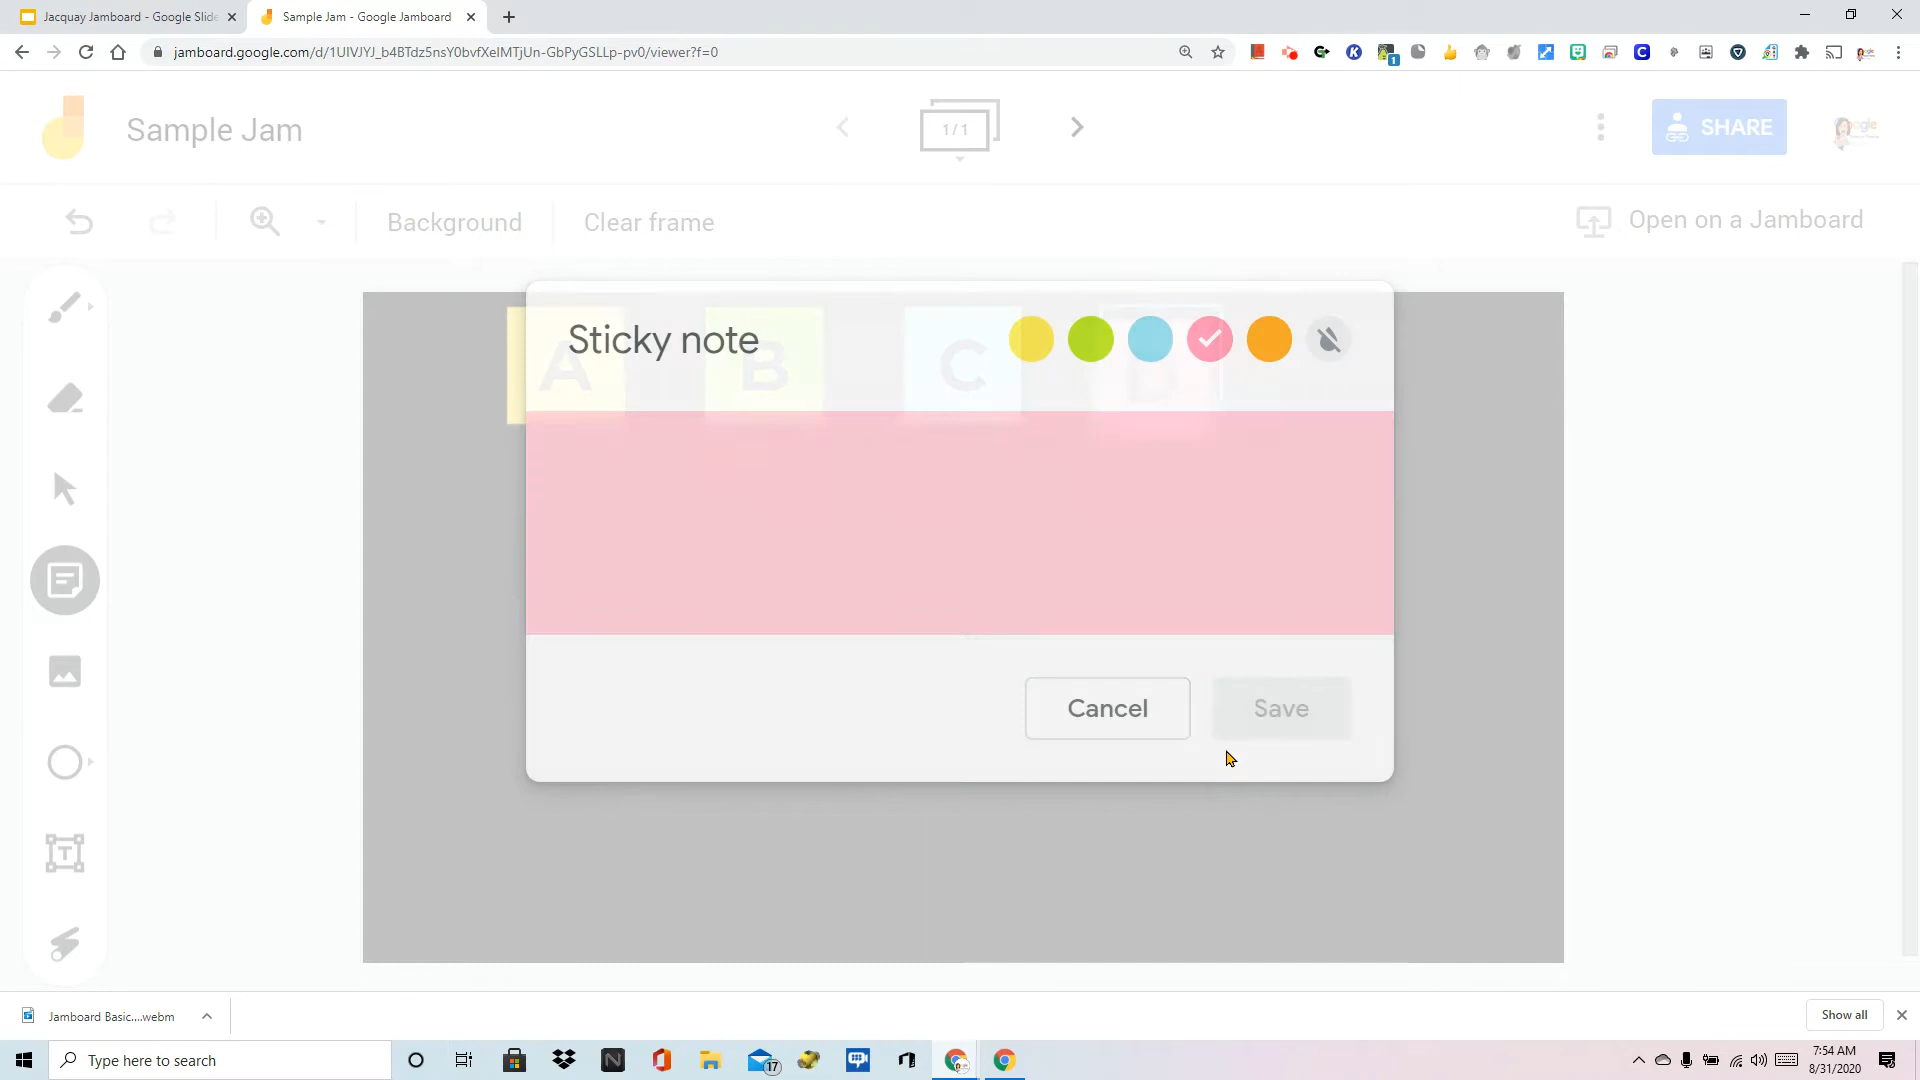 Jacquay Jamboard - Google Slide
Sample Jam - Google Jamboard
jamboard.google.com/d/1UIVJYJ_b4BTdz5nsY0bvfXeIMTjUn-GbPyGSLLp-pv0/viewer?f=0
Sample Jam
1 / 1
SHARE
Background
Clear frame
Open on a Jamboard
Sticky note
A
B
C
Cancel
Save
Jamboard Basic....webm
Show all
Type here to search
17
7:54 AM
8/31/2020